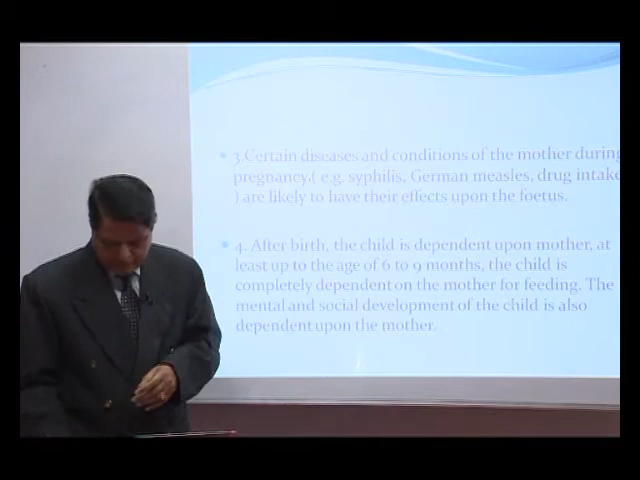 • 3.Certain diseases and conditions of the mother during
pregnancy.( e.g. syphilis, German measles, drug intake
) are likely to have their effects upon the foetus.
• 4. After birth, the child is dependent upon mother, at
least up to the age of 6 to 9 months, the child is
completely dependent on the mother for feeding. The
mental and social development of the child is also
dependent upon the mother.